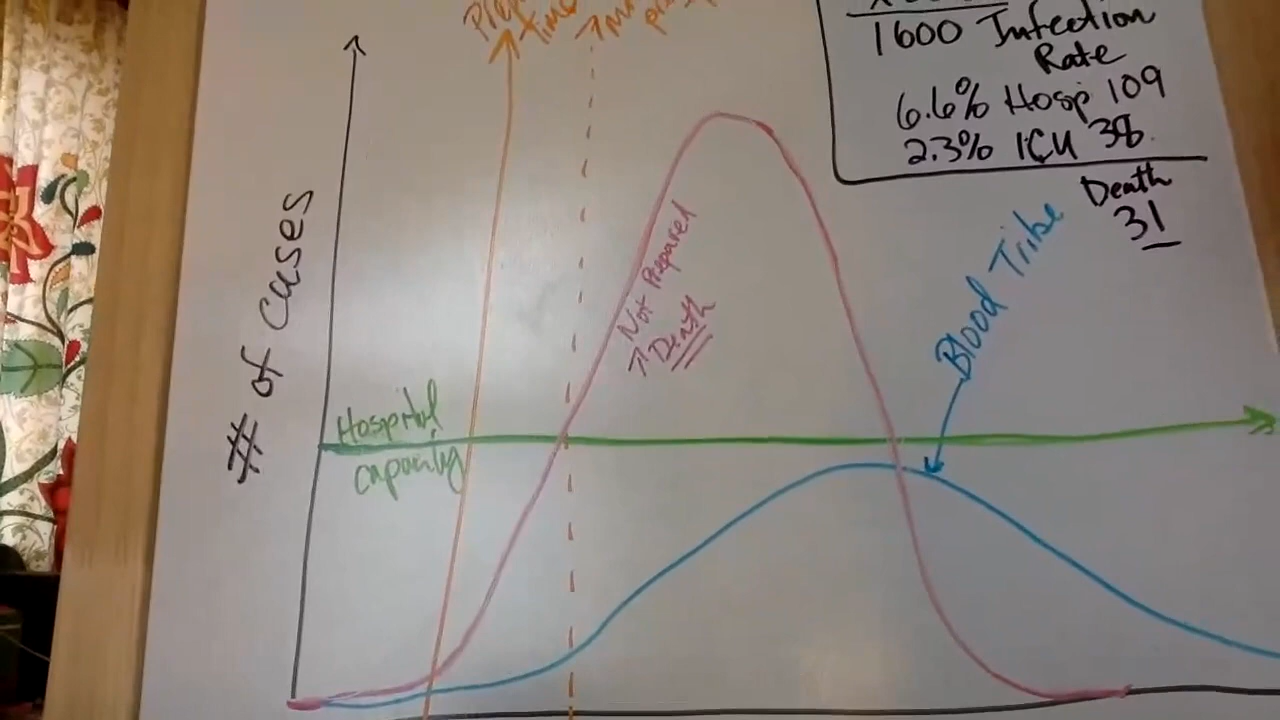 Time
1600 Infection
Rate
6.6% Hosp 109
2.3% ICU 38
Death
31
# of cases
Not Prepared
↑ Death
Blood Tribe
Hospital
capacity